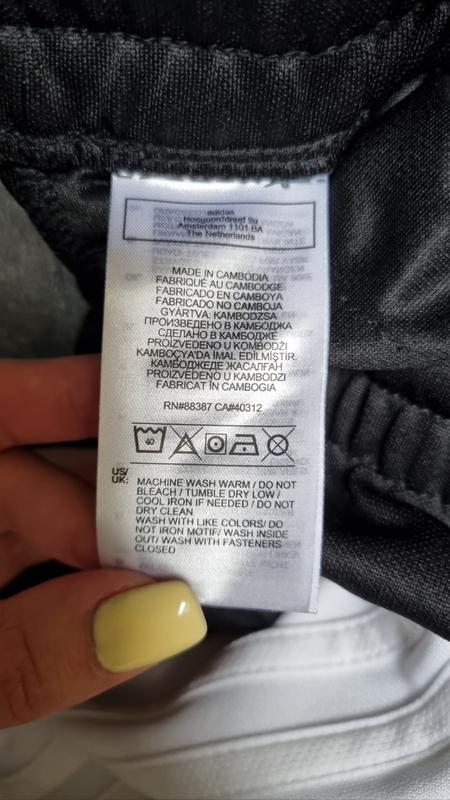 adidas
Hoogoorddreef 9a
Amsterdam 1101 BA
The Netherlands
MADE IN CAMBODIA
FABRIQUÉ AU CAMBODGE
FABRICADO EN CAMBOYA
FABRICADO NO CAMBOJA
GYÁRTVA: KAMBODZSA
ПРОИЗВЕДЕНО В КАМБОДЖА
СДЕЛАНО В КАМБОДЖЕ
PROIZVEDENO U KOMBODŽI
KAMBOÇYA'DA İMAL EDİLMİŞTİR.
КАМБОДЖЕДЕ ЖАСАЛҒАН
PROIZVEDENO U KAMBODŽI
FABRICAT ÎN CAMBOGIA
RN#88387 CA#40312
40
US/
UK:
MACHINE WASH WARM / DO NOT
BLEACH / TUMBLE DRY LOW /
COOL IRON IF NEEDED / DO NOT
DRY CLEAN
WASH WITH LIKE COLORS/ DO
NOT IRON MOTIF/ WASH INSIDE
OUT/ WASH WITH FASTENERS
CLOSED